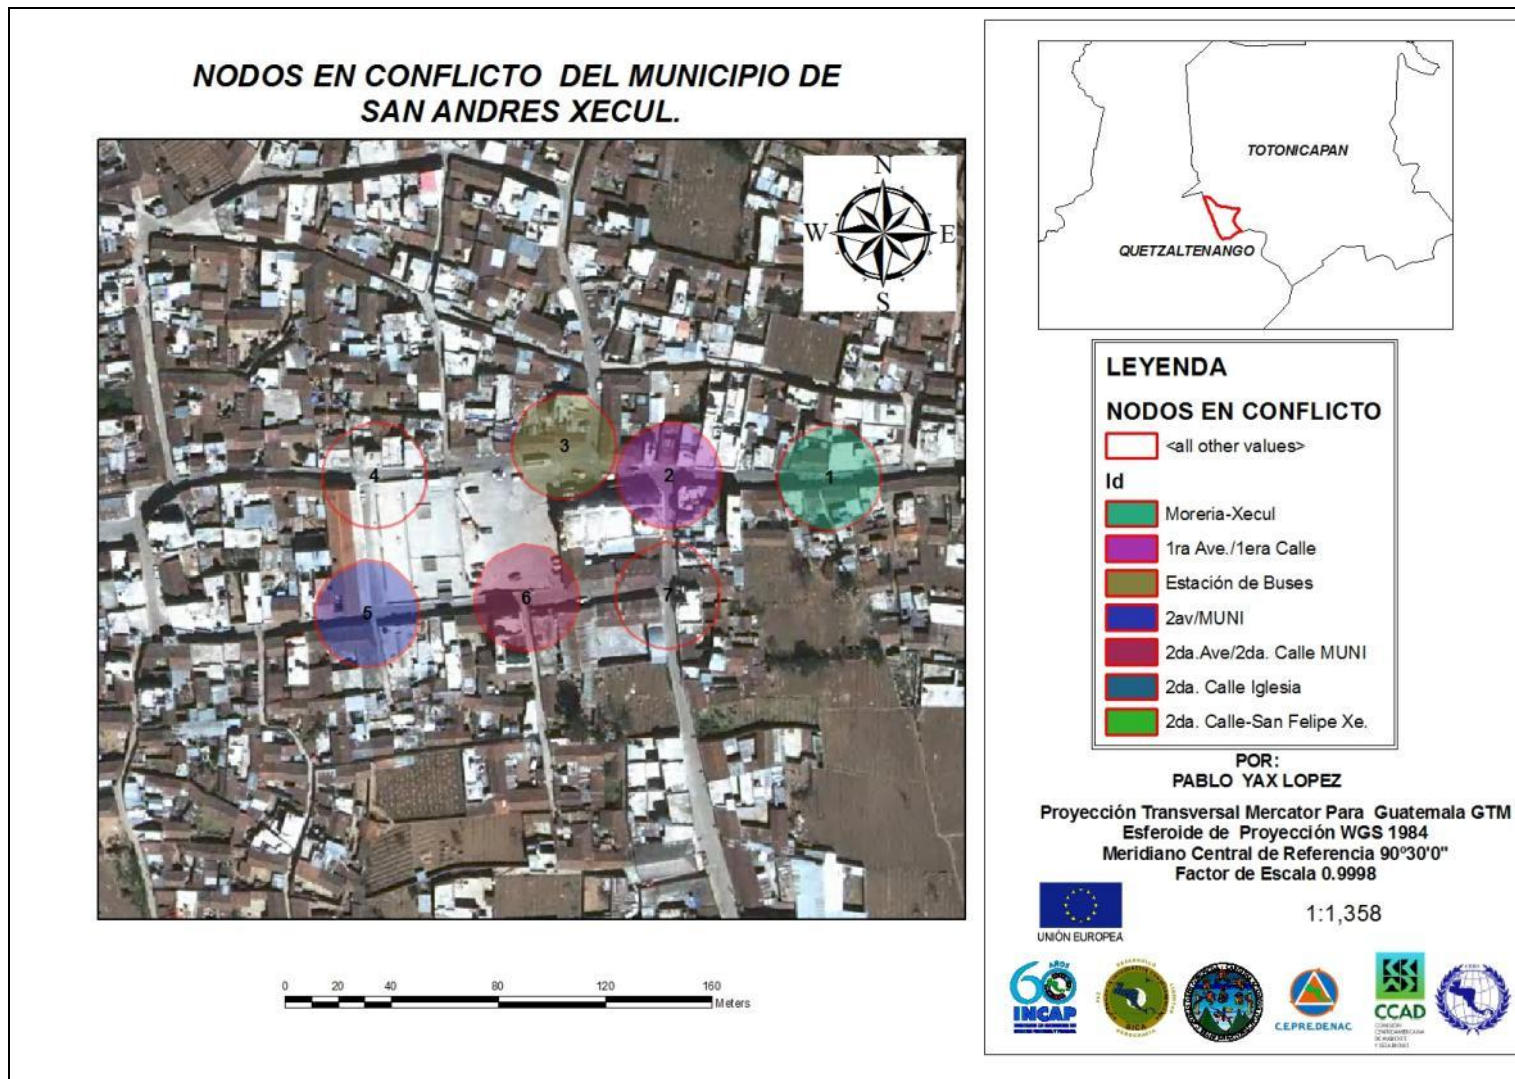 NODOS EN CONFLICTO DEL MUNICIPIO DE
SAN ANDRES XECUL.
N
W
E
S
3
4
2
1
5
6
7
0
20
40
80
120
160
Meters
TOTONICAPAN
QUETZALTENANGO
LEYENDA
NODOS EN CONFLICTO
<all other values>
Id
Moreria-Xecul
1ra Ave./1era Calle
Estación de Buses
2av/MUNI
2da.Ave/2da. Calle MUNI
2da. Calle Iglesia
2da. Calle-San Felipe Xe.
POR:
PABLO YAX LOPEZ
Proyección Transversal Mercator Para Guatemala GTM
Esferoide de Proyección WGS 1984
Meridiano Central de Referencia 90º30'0"
Factor de Escala 0.9998
1:1,358
UNIÓN EUROPEA
60 AÑOS
INCAP
SICA
C.E.P.R.E.D.E.N.A.C.
CCAD